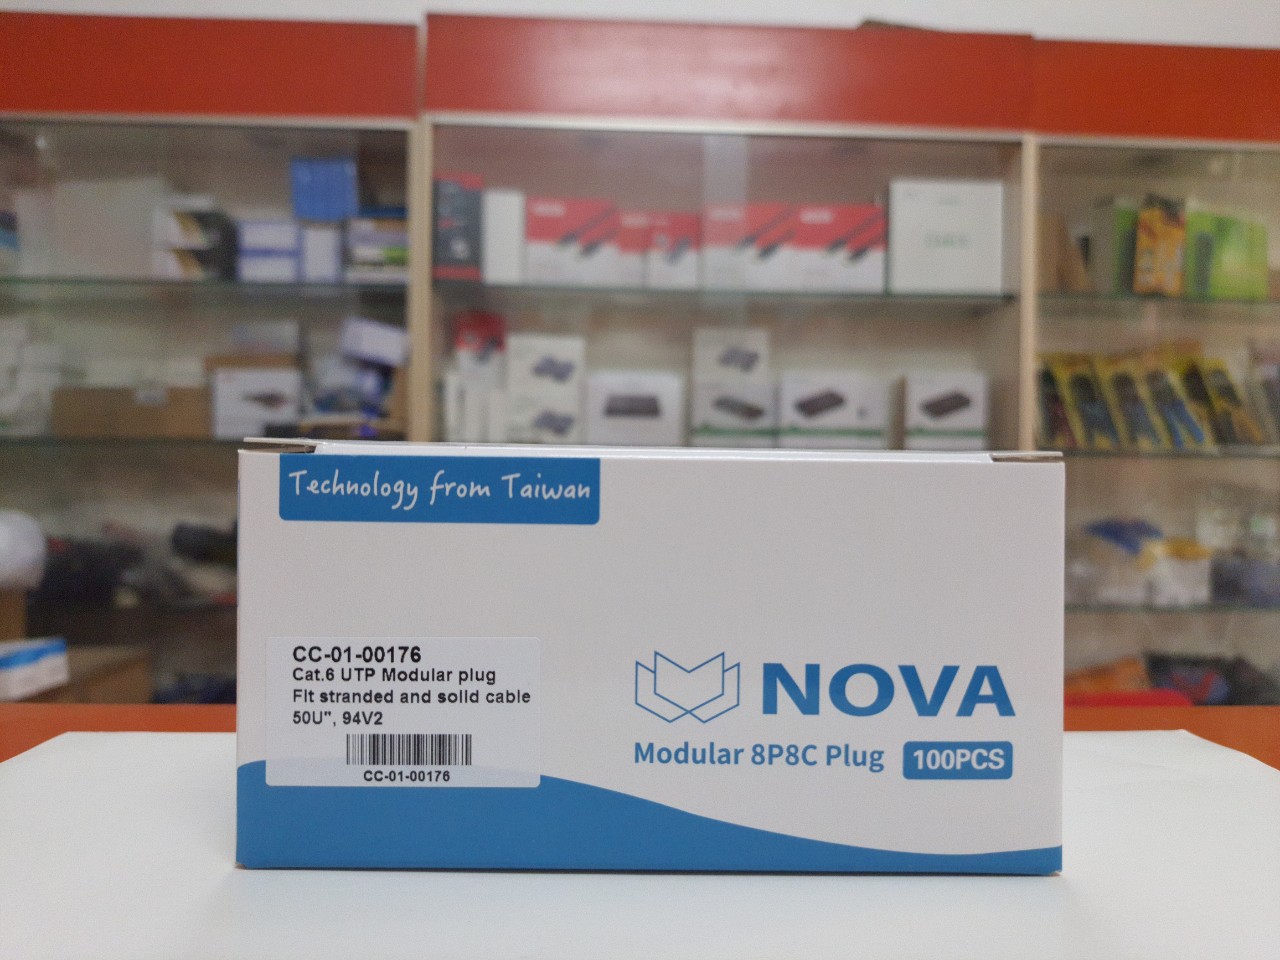 Technology from Taiwan
CC-01-00176
Cat.6 UTP Modular plug
Fit stranded and solid cable
50U", 94V2
CC-01-00176
NOVA
Modular 8P8C Plug
100PCS